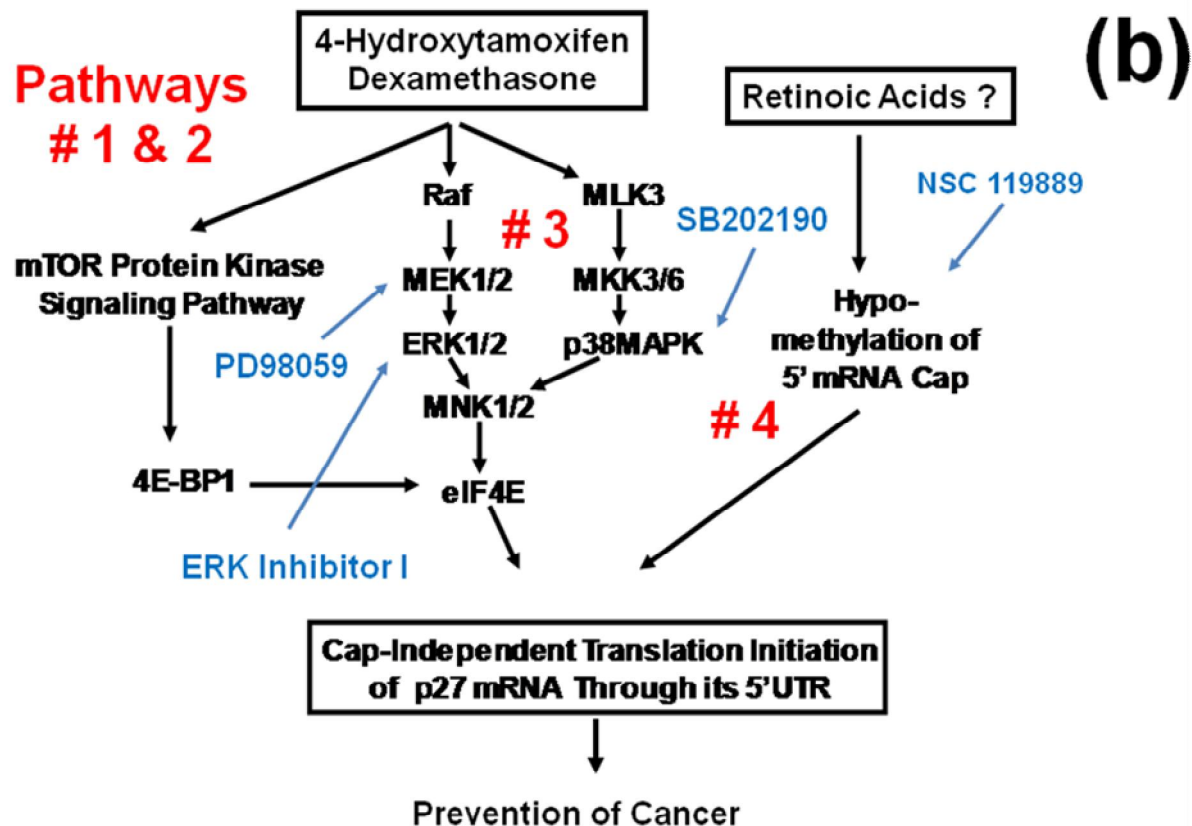 (b)
4-Hydroxytamoxifen
Dexamethasone
Pathways
# 1 & 2
Retinoic Acids ?
NSC 119889
Raf
MLK3
SB202190
# 3
mTOR Protein Kinase
Signaling Pathway
MEK1/2
MKK3/6
Hypo-
methylation of
5' mRNA Cap
PD98059
ERK1/2
p38MAPK
MNK1/2
# 4
4E-BP1
eIF4E
ERK Inhibitor I
Cap-Independent Translation Initiation
of p27 mRNA Through its 5'UTR
Prevention of Cancer